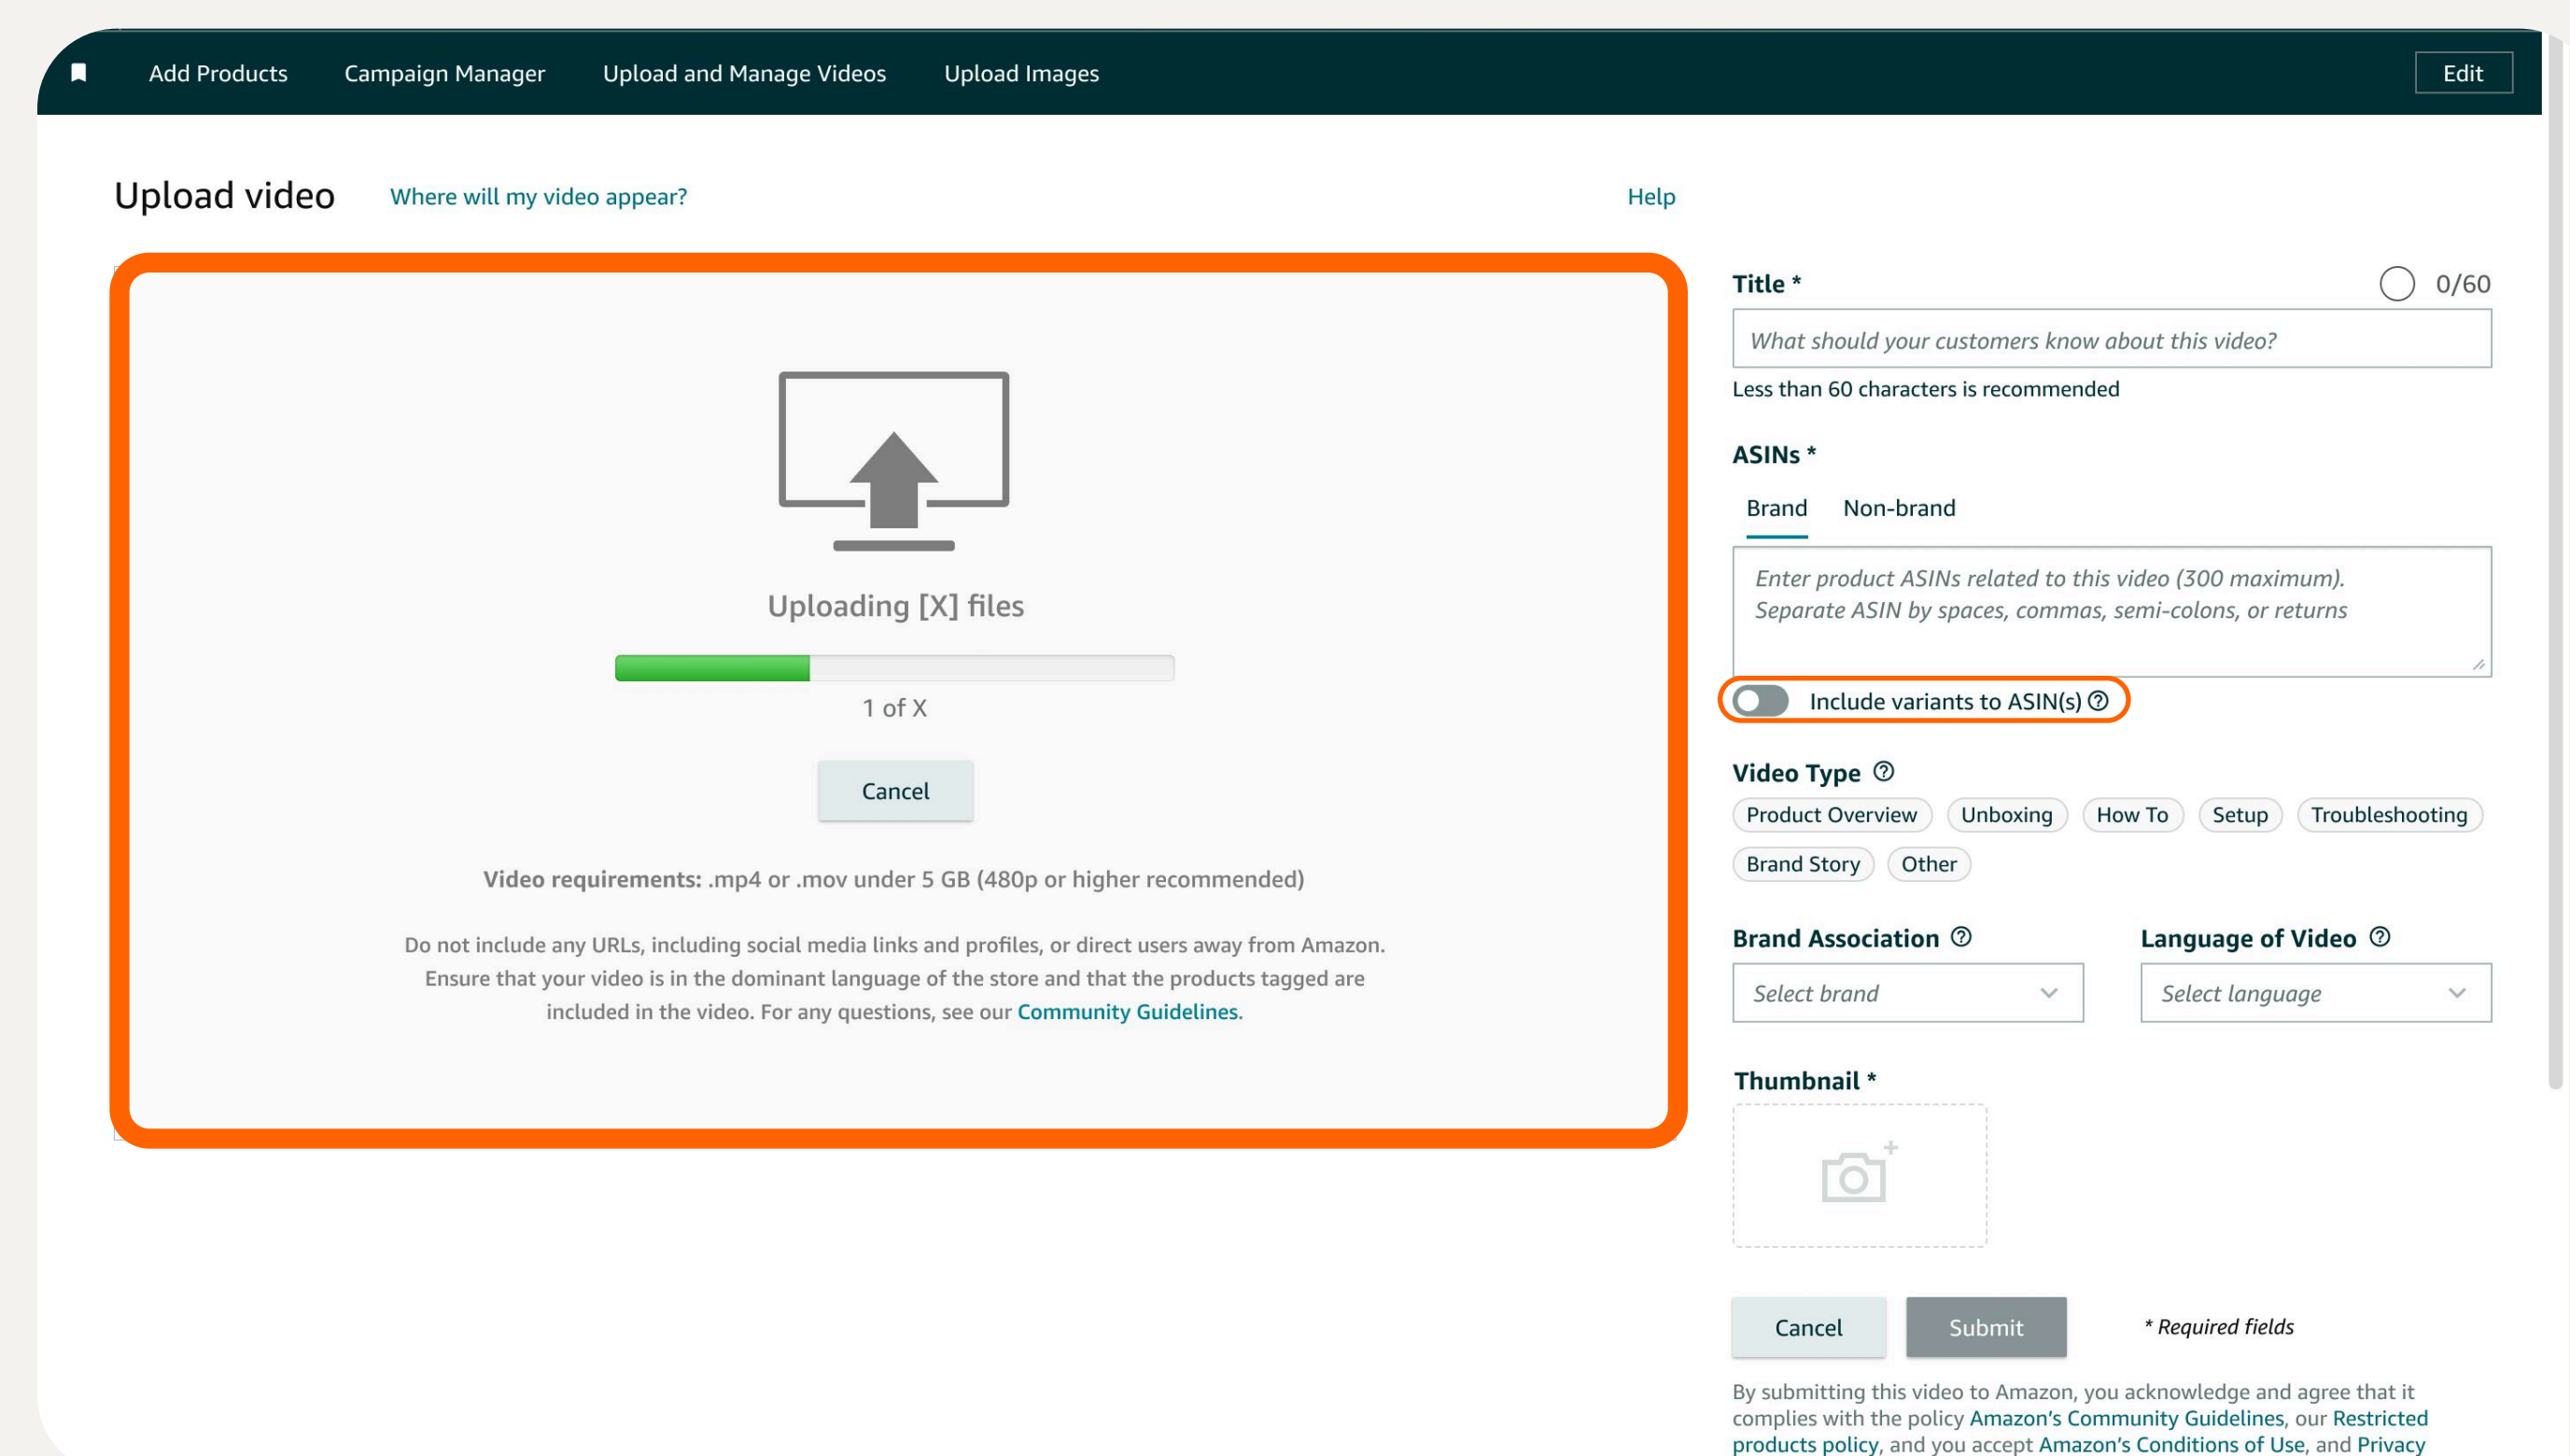 Add Products Campaign Manager Upload and Manage Videos Upload Images Edit
Upload video Where will my video appear? Help
Uploading [X] files
1 of X
Cancel
Video requirements: .mp4 or .mov under 5 GB (480p or higher recommended)
Do not include any URLs, including social media links and profiles, or direct users away from Amazon.
Ensure that your video is in the dominant language of the store and that the products tagged are
included in the video. For any questions, see our Community Guidelines.
Title * 0/60
What should your customers know about this video?
Less than 60 characters is recommended
ASINs *
Brand Non-brand
Enter product ASINs related to this video (300 maximum).
Separate ASIN by spaces, commas, semi-colons, or returns
Include variants to ASIN(s) ?
Video Type ?
Product Overview Unboxing How To Setup Troubleshooting
Brand Story Other
Brand Association ? Language of Video ?
Select brand Select language
Thumbnail *
Cancel Submit * Required fields
By submitting this video to Amazon, you acknowledge and agree that it
complies with the policy Amazon's Community Guidelines, our Restricted
products policy, and you accept Amazon's Conditions of Use, and Privacy